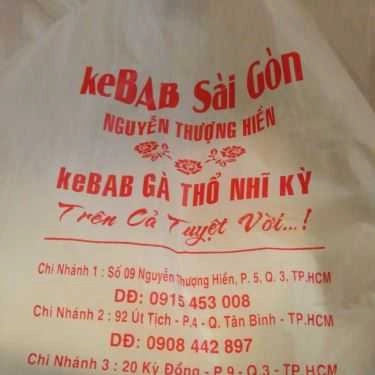 keBAB Sài Gòn
NGUYỄN THƯỢNG HIỀN
keBAB GÀ THỔ NHĨ KỲ
Trên Cả Tuyệt Vời...!
Chi Nhánh 1 : Số 09 Nguyễn Thượng Hiền, P. 5, Q. 3, TP.HCM
DĐ: 0915 453 008
Chi Nhánh 2 : 92 Út Tịch - P.4 - Q. Tân Bình - TP.HCM
DĐ: 0908 442 897
Chi Nhánh 3 : 20 Kỳ Đồng - P.9 - Q.3 - TP.HCM